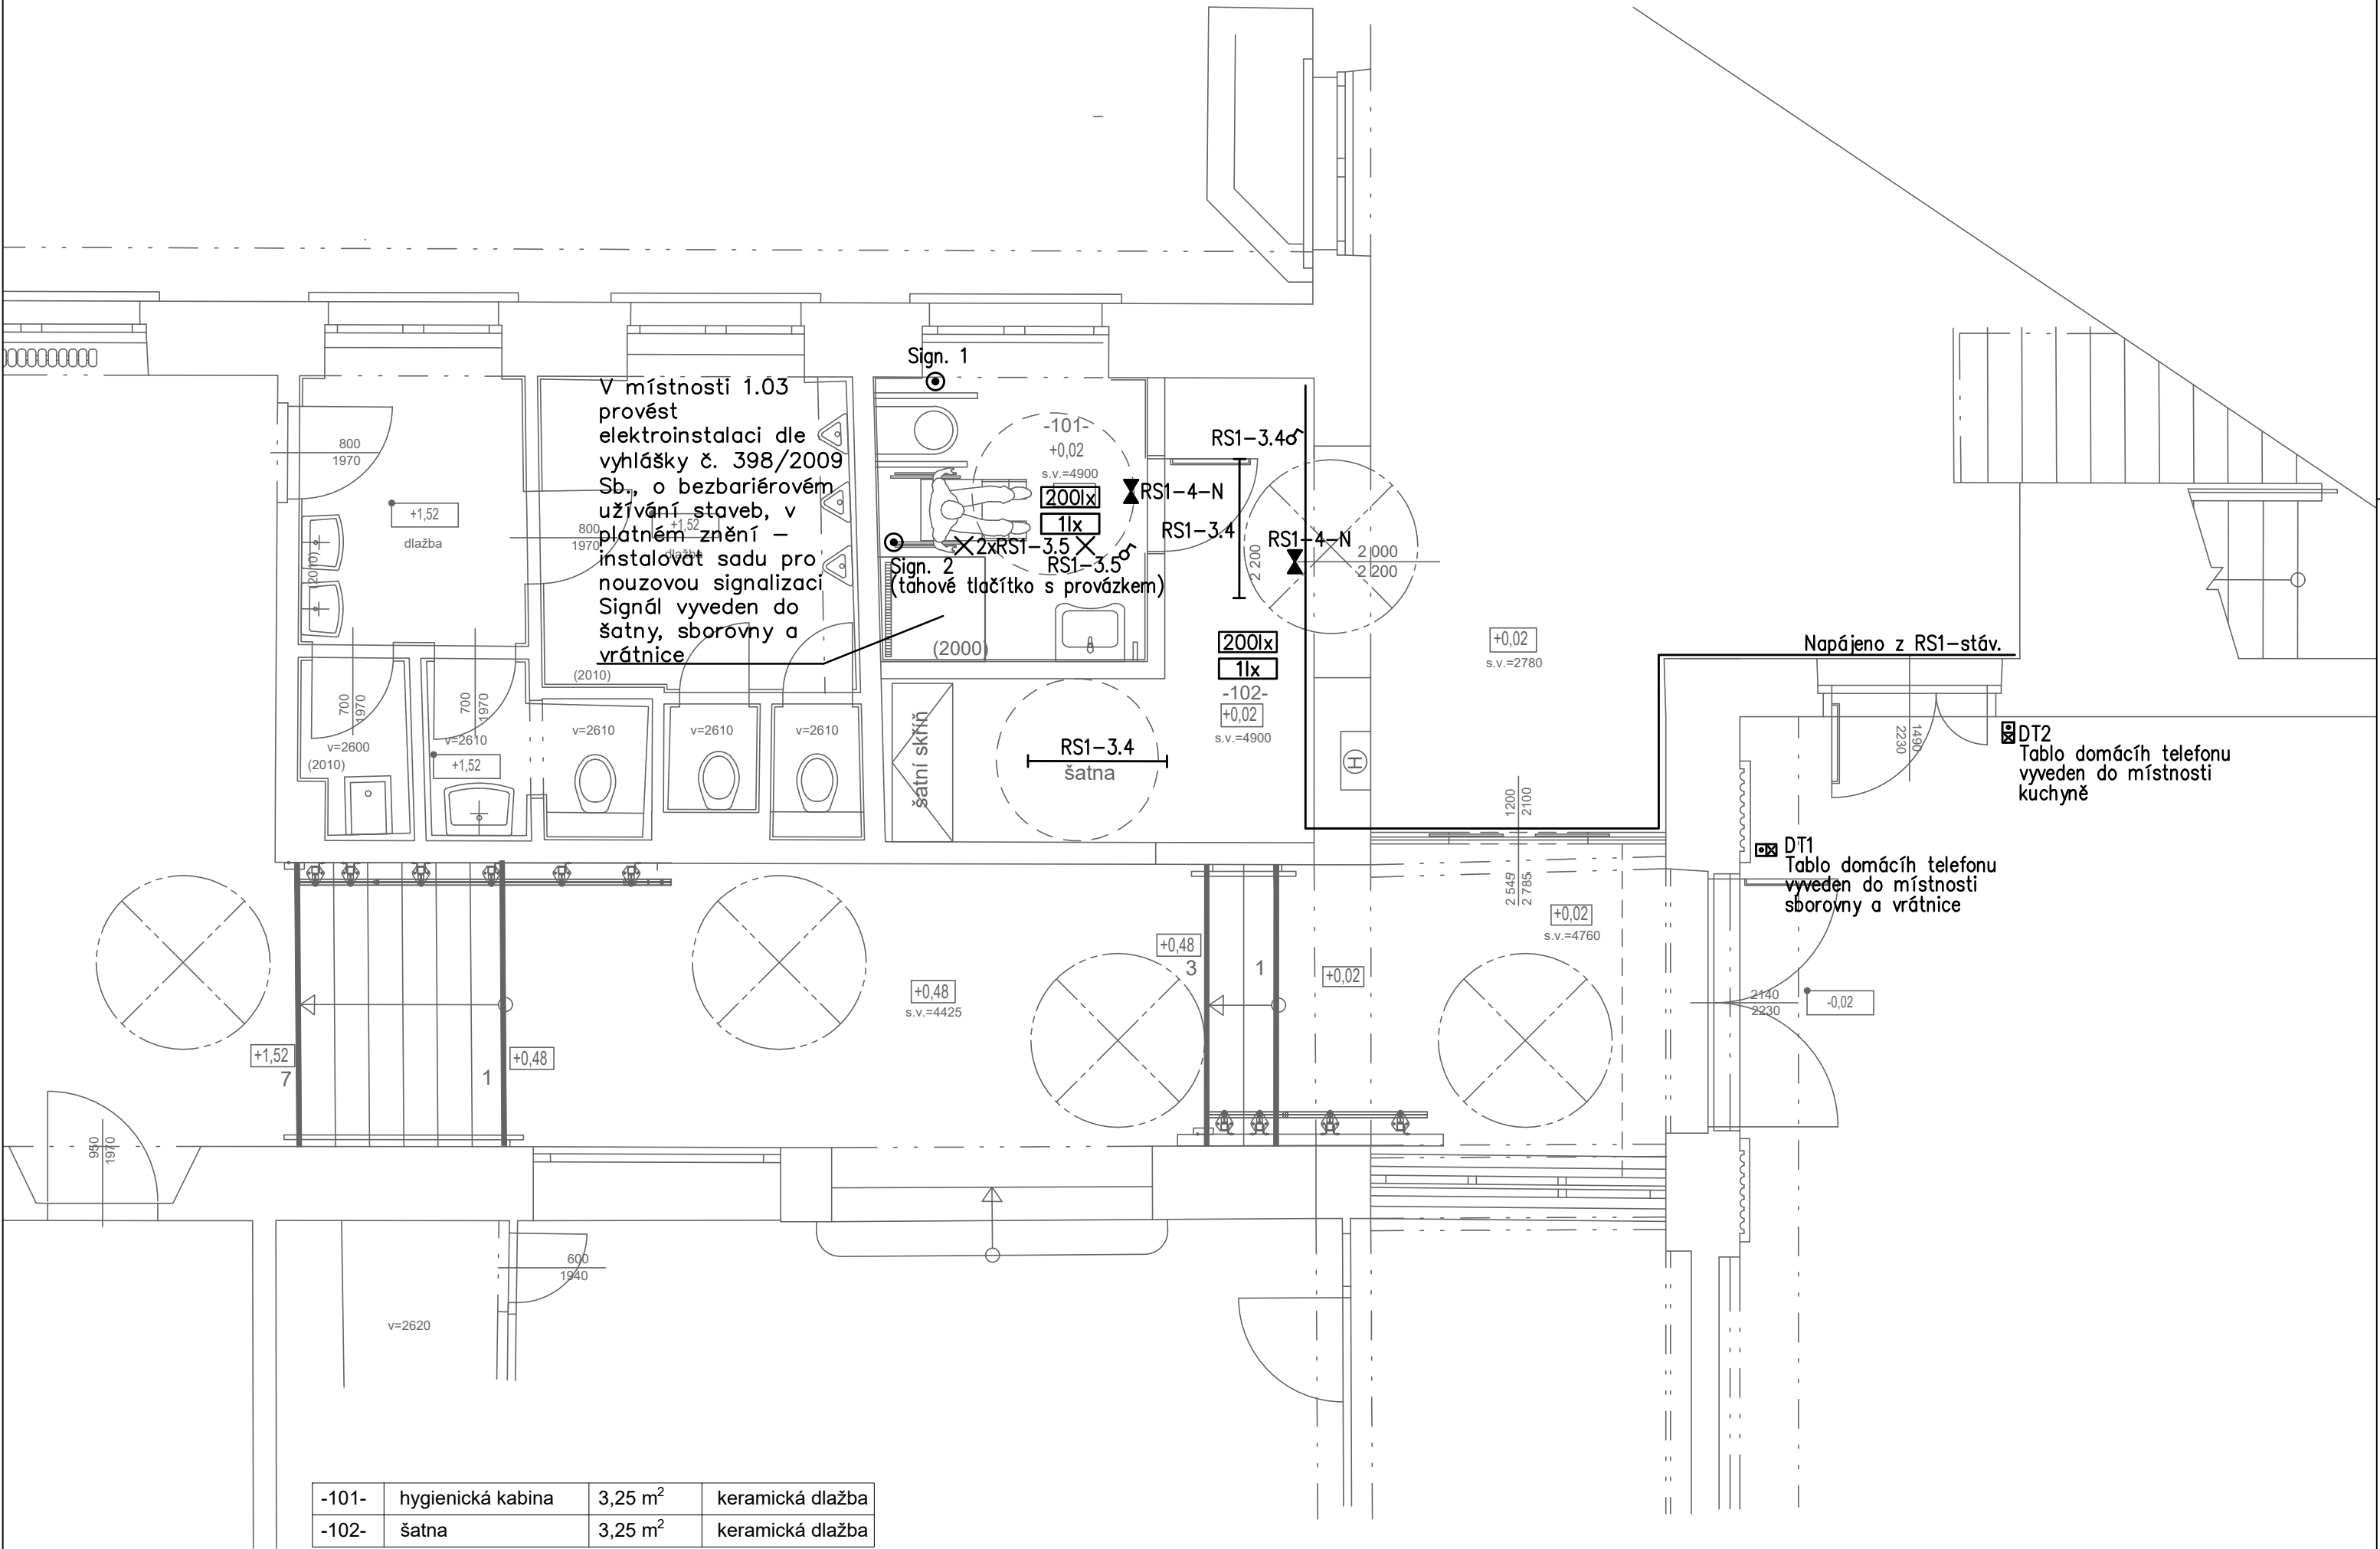 Sign. 1
V místnosti 1.03
provést
elektroinstalaci dle
vyhlášky č. 398/2009
Sb., o bezbariérovém
užívání staveb, v
platném znění –
instalovat sadu pro
nouzovou signalizaci
Signál vyveden do
šatny, sborovny a
vrátnice
800
1970
+1,52
dlažba
(2010)
800
1970
+1,52
dlažba
(2010)
-101-
+0,02
s.v.=4900
200lx
1lx
RS1-4-N
2xRS1-3.5
RS1-3.5
Sign. 2
(táhové tlačítko s provázkem)
(2000)
RS1-3.4
RS1-3.4
2 200
RS1-4-N
2 000
2 200
200lx
1lx
-102-
+0,02
s.v.=4900
+0,02
s.v.=2780
Napájeno z RS1-stáv.
700
1970
v=2600
(2010)
700
1970
v=2610
+1,52
v=2610
v=2610
v=2610
šatní skříň
RS1-3.4
šatna
H
1490
2230
DT2
Tablo domácíh telefonu
vyveden do místnosti
kuchyně
1200
2100
2 545
2 785
DT1
Tablo domácíh telefonu
vyveden do místnosti
sborovny a vrátnice
+0,02
s.v.=4760
+0,48
3
1
+0,02
+0,48
s.v.=4425
2140
2230
-0,02
+1,52
7
1
+0,48
950
1970
600
1940
v=2620
-101- hygienická kabina 3,25 m² keramická dlažba
-102- šatna 3,25 m² keramická dlažba